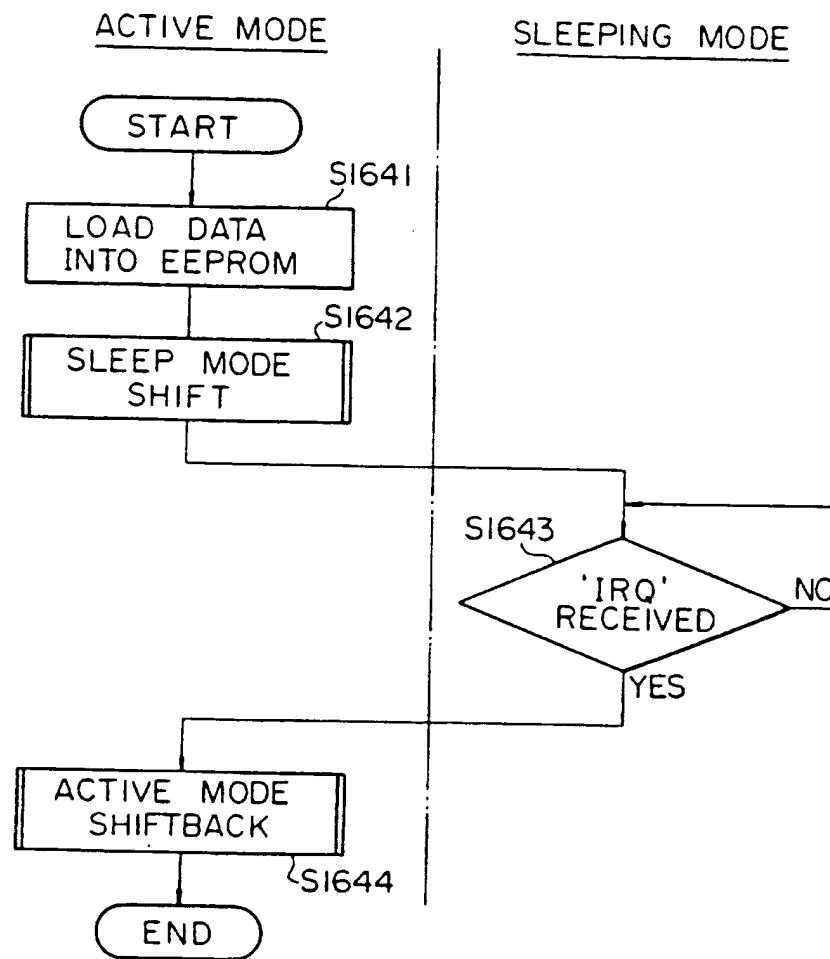 ACTIVE MODE
SLEEPING MODE
START
S1641
LOAD DATA
INTO EEPROM
S1642
SLEEP MODE
SHIFT
S1643
'IRQ'
RECEIVED
NO
YES
ACTIVE MODE
SHIFTBACK
S1644
END